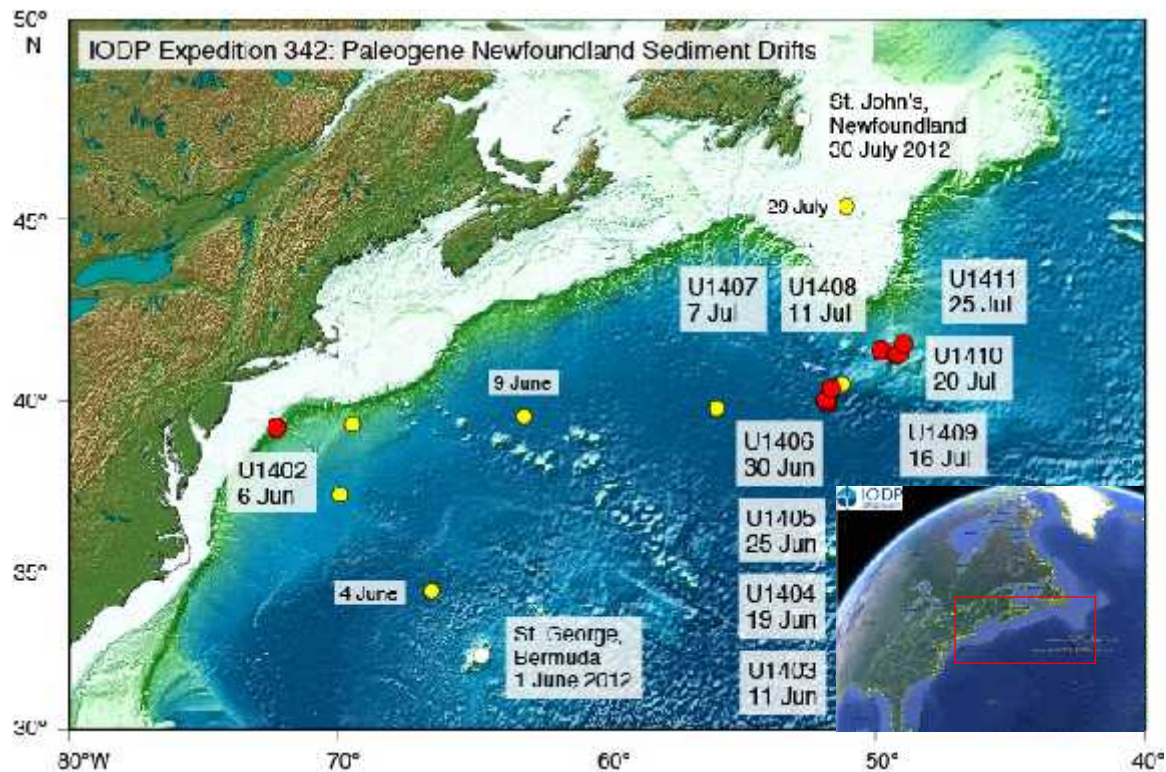 50°
N
IODP Expedition 342: Paleogene Newfoundland Sediment Drifts
St. John's,
Newfoundland
30 July 2012
29 July
45°
U1407
7 Jul
U1408
11 Jul
U1411
25 Jul
U1410
20 Jul
9 June
40°
U1402
6 Jun
U1406
30 Jun
U1409
16 Jul
IODP
U1405
25 Jun
35°
4 June
U1404
19 Jun
St. George,
Bermuda
1 June 2012
U1403
11 Jun
30°
80°W
70°
60°
50°
40°